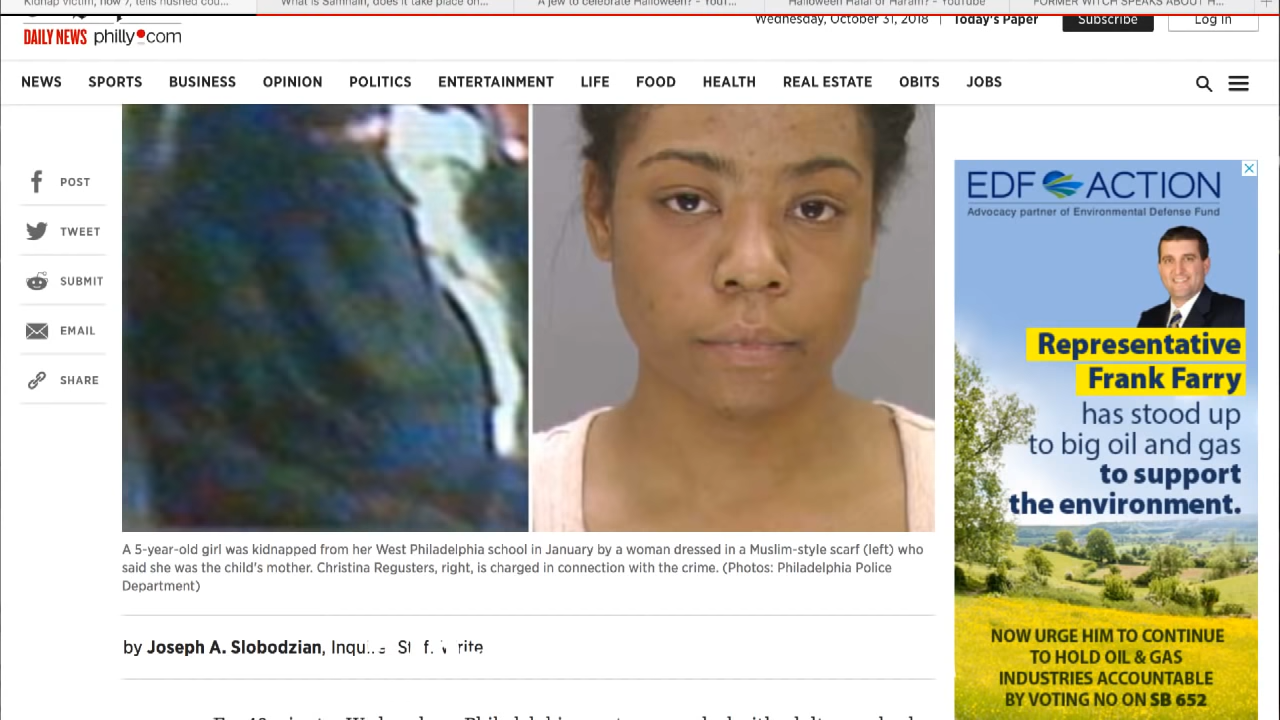 Kidnap victim, now 7, tells hushed cou...
What is Samhain, does it take place on...
A jew to celebrate Halloween? - YouT...
Halloween Halal or Haram? - YouTube
FORMER WITCH SPEAKS ABOUT H...
DAILY NEWS philly.com
Wednesday, October 31, 2018 | Today's Paper
Subscribe
Log In
NEWS SPORTS BUSINESS OPINION POLITICS ENTERTAINMENT LIFE FOOD HEALTH REAL ESTATE OBITS JOBS
POST
TWEET
SUBMIT
EMAIL
SHARE
A 5-year-old girl was kidnapped from her West Philadelphia school in January by a woman dressed in a Muslim-style scarf (left) who
said she was the child's mother. Christina Regusters, right, is charged in connection with the crime. (Photos: Philadelphia Police
Department)
by Joseph A. Slobodzian,
EDF ACTION
Advocacy partner of Environmental Defense Fund
Representative
Frank Farry
has stood up
to big oil and gas
to support
the environment.
NOW URGE HIM TO CONTINUE
TO HOLD OIL & GAS
INDUSTRIES ACCOUNTABLE
BY VOTING NO ON SB 652